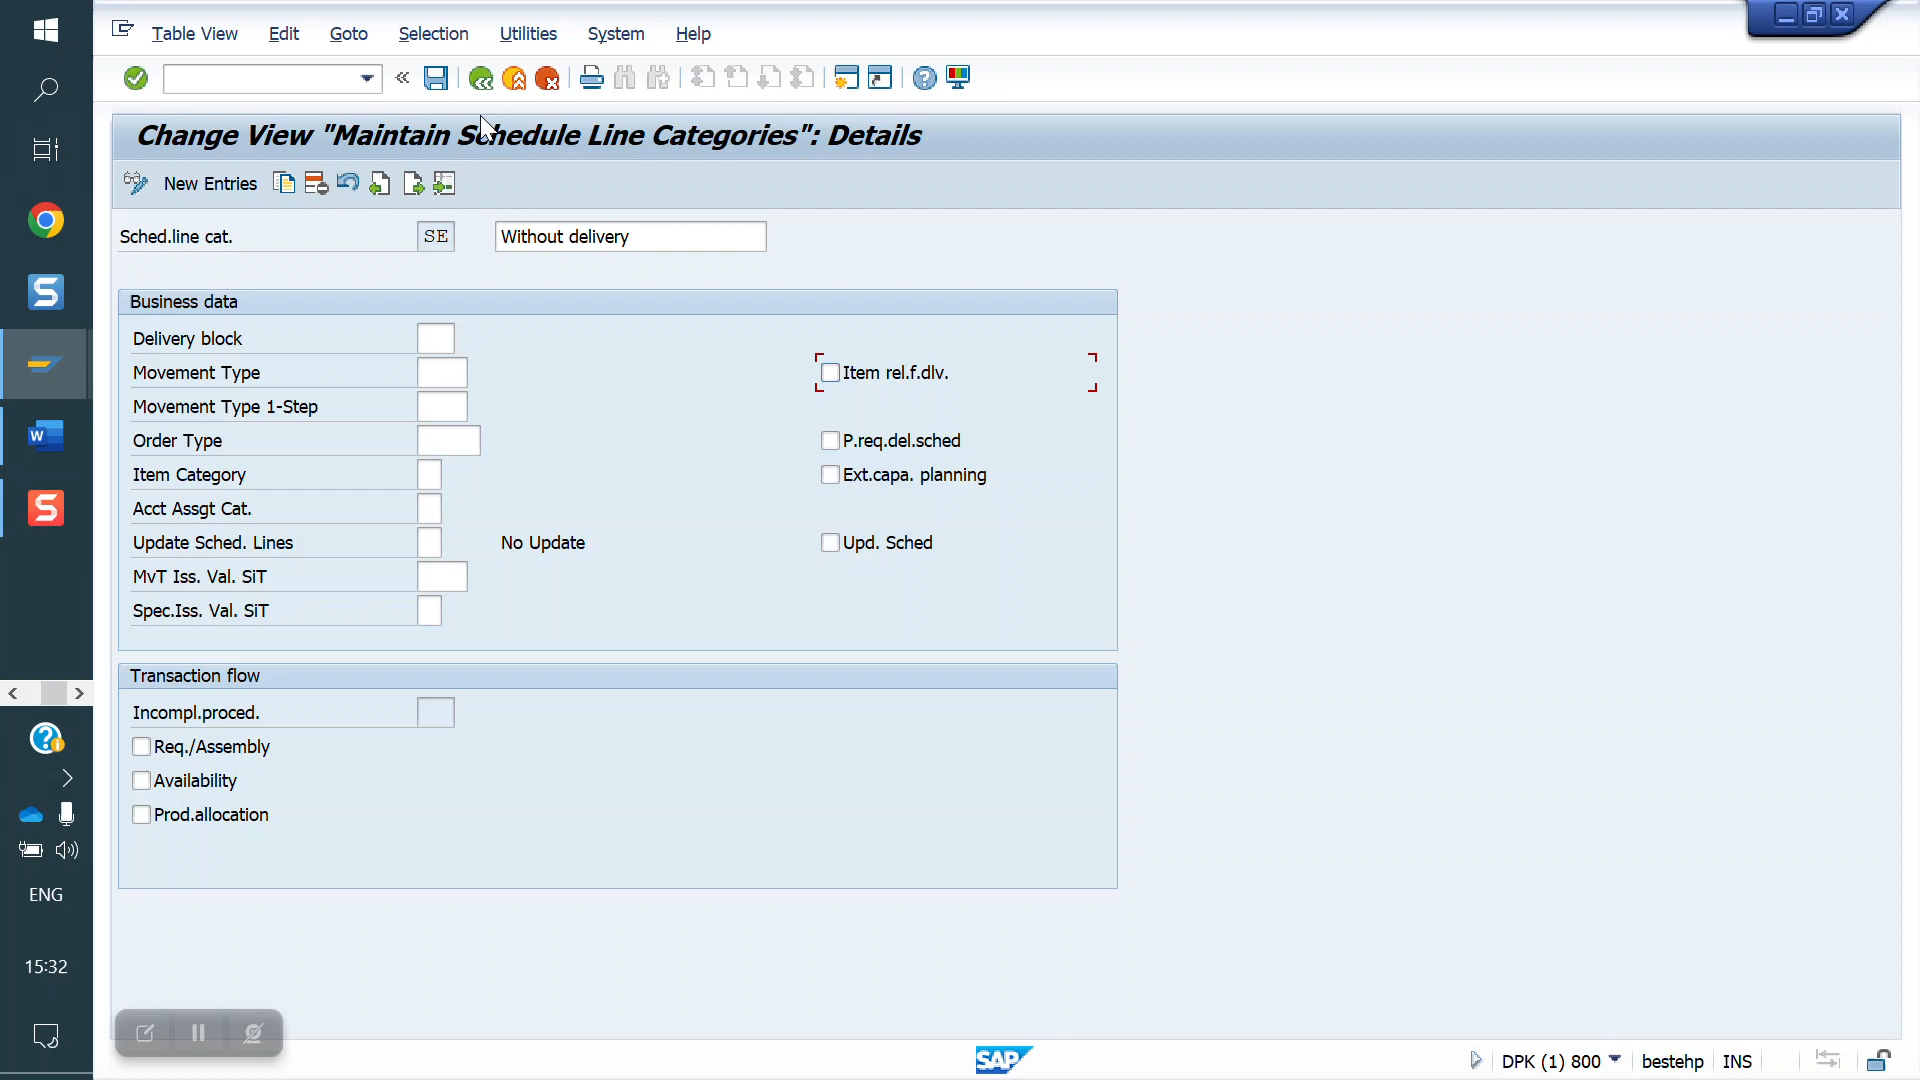 Table View Edit Goto Selection Utilities System Help
Change View "Maintain Schedule Line Categories": Details
New Entries
Sched.line cat. SE Without delivery
Business data
Delivery block
Movement Type Item rel.f.dlv.
Movement Type 1-Step
Order Type P.req.del.sched
Item Category Ext.capa. planning
Acct Assgt Cat.
Update Sched. Lines No Update Upd. Sched
MvT Iss. Val. SiT
Spec.Iss. Val. SiT
Transaction flow
Incompl.proced.
Req./Assembly
Availability
Prod.allocation
ENG
15:32
SAP DPK (1) 800 bestehp INS